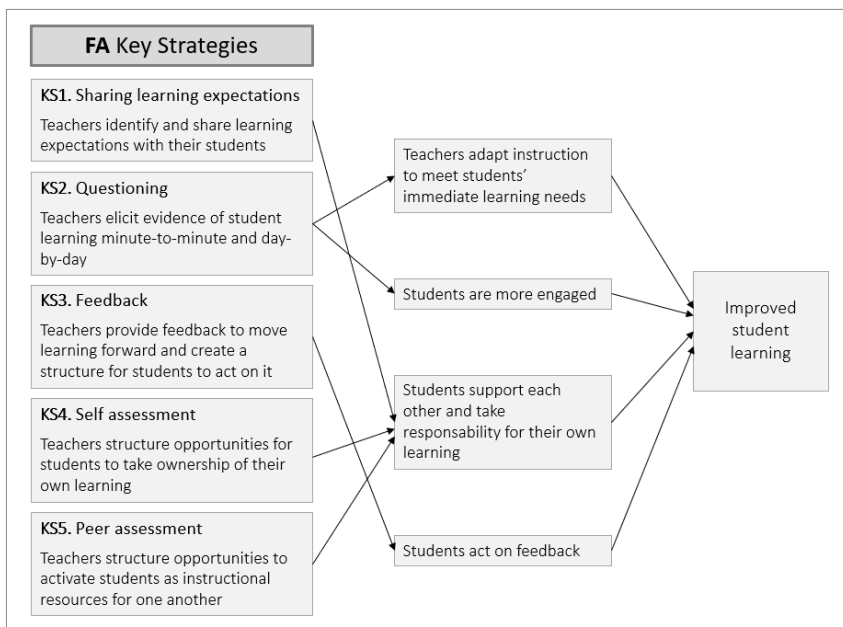 FA Key Strategies
KS1. Sharing learning expectations
Teachers identify and share learning
expectations with their students
KS2. Questioning
Teachers elicit evidence of student
learning minute-to-minute and day-
by-day
KS3. Feedback
Teachers provide feedback to move
learning forward and create a
structure for students to act on it
KS4. Self assessment
Teachers structure opportunities for
students to take ownership of their
own learning
KS5. Peer assessment
Teachers structure opportunities to
activate students as instructional
resources for one another
Teachers adapt instruction
to meet students'
immediate learning needs
Students are more engaged
Students support each
other and take
responsability for their own
learning
Students act on feedback
Improved
student
learning